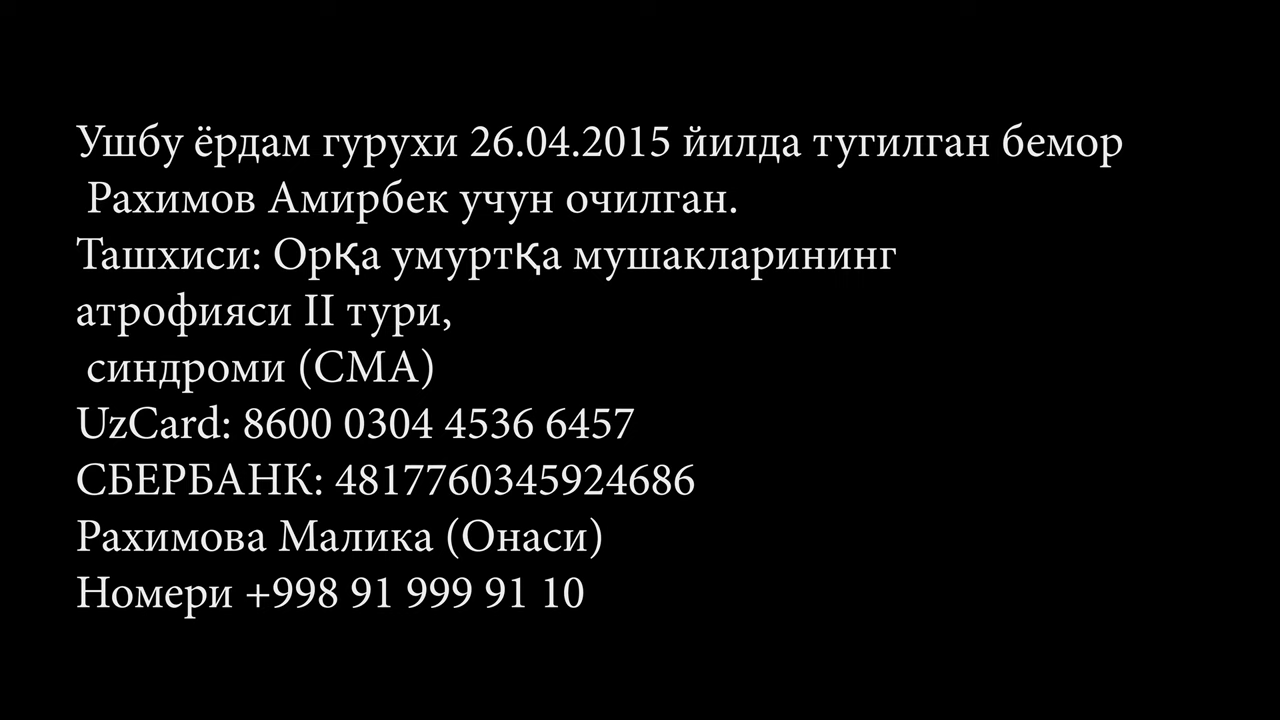 Ушбу ёрдам гурухи 26.04.2015 йилда тугилган бемор
Рахимов Амирбек учун очилган.
Ташхиси: Орқа умуртқа мушакларининг
атрофияси II тури,
синдроми (СМА)
UzCard: 8600 0304 4536 6457
СБЕРБАНК: 4817760345924686
Рахимова Малика (Онаси)
Номери +998 91 999 91 10